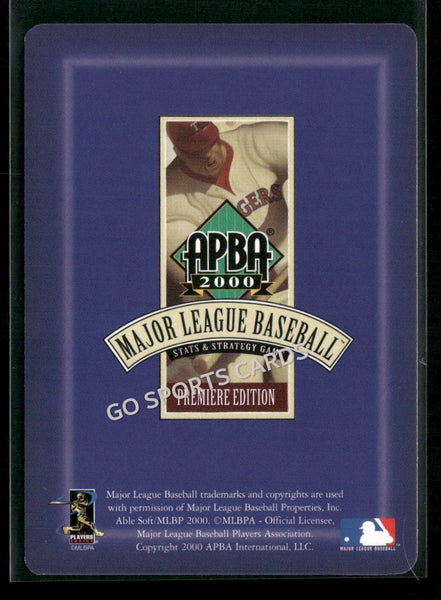 T
GERS
APBA®
2000
MAJOR LEAGUE BASEBALL™
STATS & STRATEGY GAME
GO SPORTS CARDS
PREMIERE EDITION
Major League Baseball trademarks and copyrights are used
with permission of Major League Baseball Properties, Inc.
Able Soft/MLBP 2000. ©MLBPA - Official Licensee,
Major League Baseball Players Association.
Copyright 2000 APBA International, LLC.
PLAYERS
CHOICE
©MLBPA
MAJOR LEAGUE BASEBALL